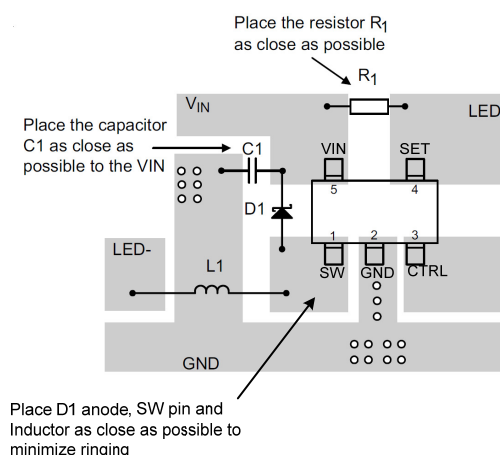 Place the resistor R1
as close as possible
R1
VIN
LED
Place the capacitor
C1 as close as
possible to the VIN
C1
VIN
SET
5
4
D1
1
2
3
LED-
L1
SW
GND
CTRL
GND
Place D1 anode, SW pin and
Inductor as close as possible to
minimize ringing